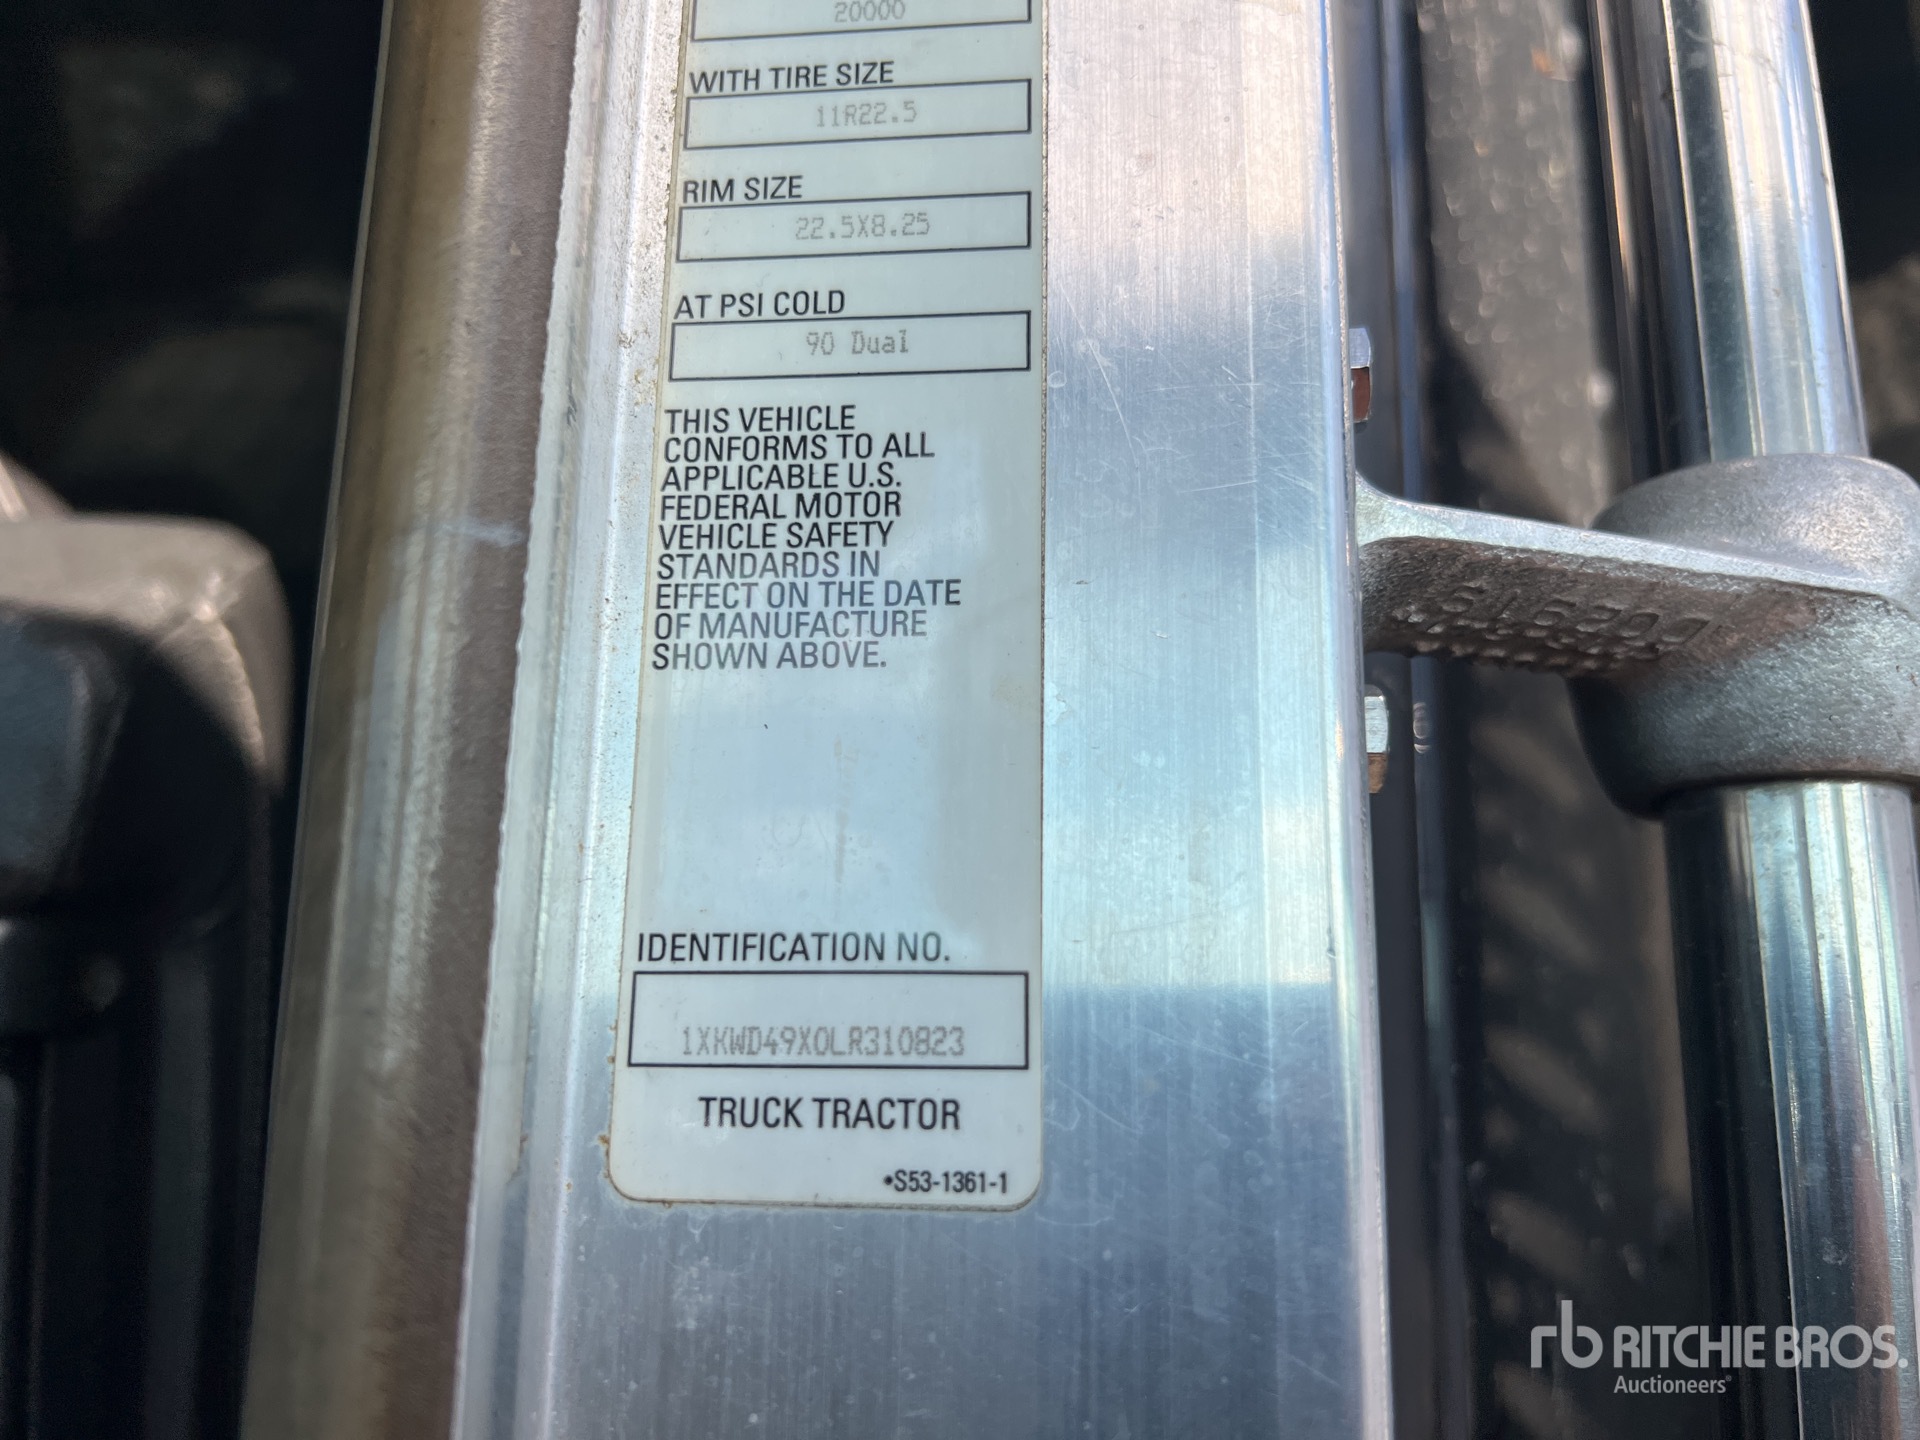 20000
WITH TIRE SIZE
11R22.5
RIM SIZE
22.5X8.25
AT PSI COLD
90 Dual
THIS VEHICLE
CONFORMS TO ALL
APPLICABLE U.S.
FEDERAL MOTOR
VEHICLE SAFETY
STANDARDS IN
EFFECT ON THE DATE
OF MANUFACTURE
SHOWN ABOVE.
IDENTIFICATION NO.
1XKWD49X0LR310823
TRUCK TRACTOR
•S53-1361-1
rb RITCHIE BROS.
Auctioneers